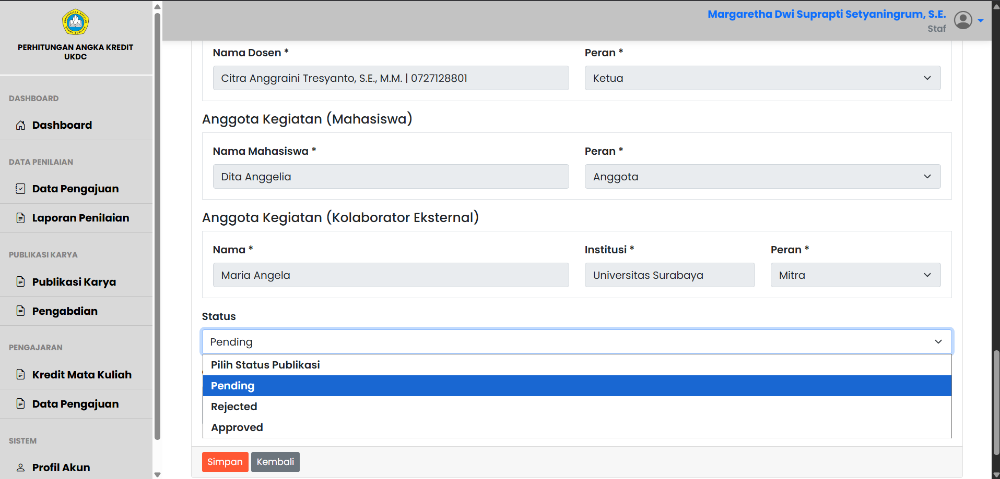 PERHITUNGAN ANGKA KREDIT
UKDC
DASHBOARD
Dashboard
DATA PENILAIAN
Data Pengajuan
Laporan Penilaian
PUBLIKASI KARYA
Publikasi Karya
Pengabdian
PENGAJARAN
Kredit Mata Kuliah
Data Pengajuan
SISTEM
Profil Akun
Margaretha Dwi Suprapti Setyaningrum, S.E.
Staf
Nama Dosen * Peran *
Citra Anggraini Tresyanto, S.E., M.M. | 0727128801 Ketua
Anggota Kegiatan (Mahasiswa)
Nama Mahasiswa * Peran *
Dita Anggelia Anggota
Anggota Kegiatan (Kolaborator Eksternal)
Nama * Institusi * Peran *
Maria Angela Universitas Surabaya Mitra
Status
Pending
Pilih Status Publikasi
Pending
Rejected
Approved
Simpan Kembali